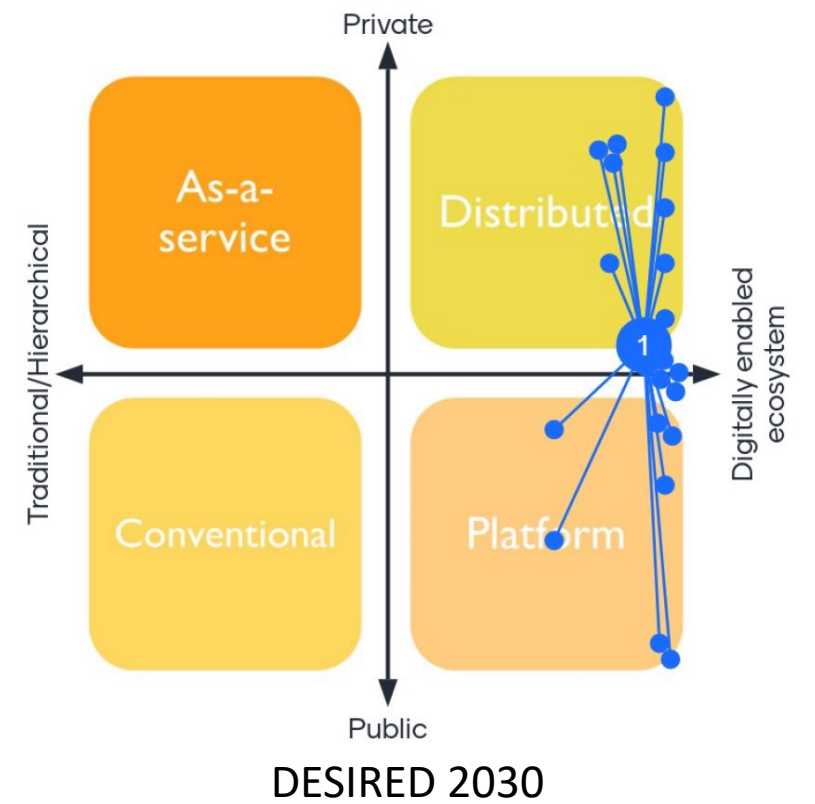 Private
As-a-
service
Distributed
Traditional/Hierarchical
1
Digitally enabled
ecosystem
Conventional
Platform
Public
DESIRED 2030